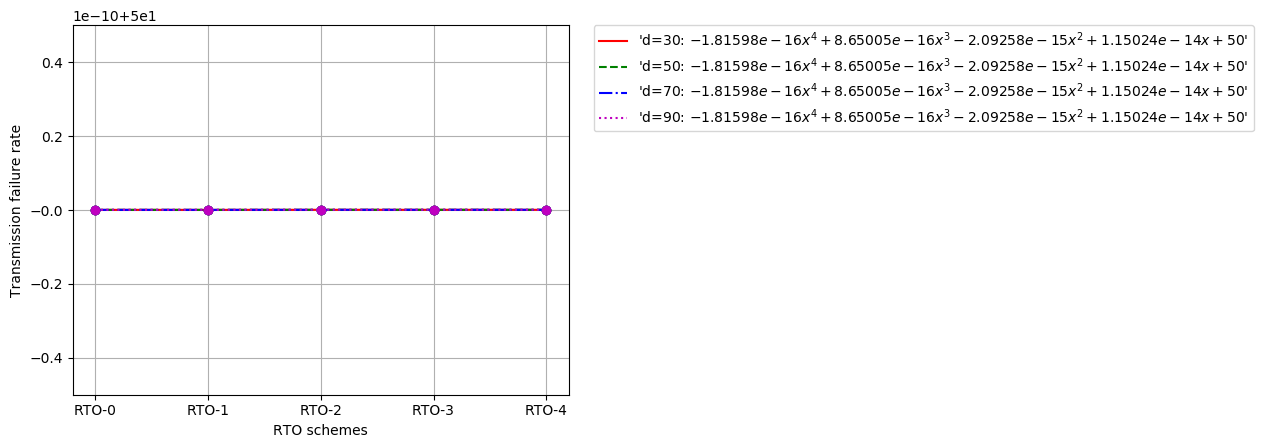 1e−10+5e1
0.4
0.2
−0.0
−0.2
−0.4
Transmission failure rate
RTO-0 RTO-1 RTO-2 RTO-3 RTO-4
RTO schemes
'd=30: −1.81598e − 16x⁴ + 8.65005e − 16x³ − 2.09258e − 15x² + 1.15024e − 14x + 50'
'd=50: −1.81598e − 16x⁴ + 8.65005e − 16x³ − 2.09258e − 15x² + 1.15024e − 14x + 50'
'd=70: −1.81598e − 16x⁴ + 8.65005e − 16x³ − 2.09258e − 15x² + 1.15024e − 14x + 50'
'd=90: −1.81598e − 16x⁴ + 8.65005e − 16x³ − 2.09258e − 15x² + 1.15024e − 14x + 50'